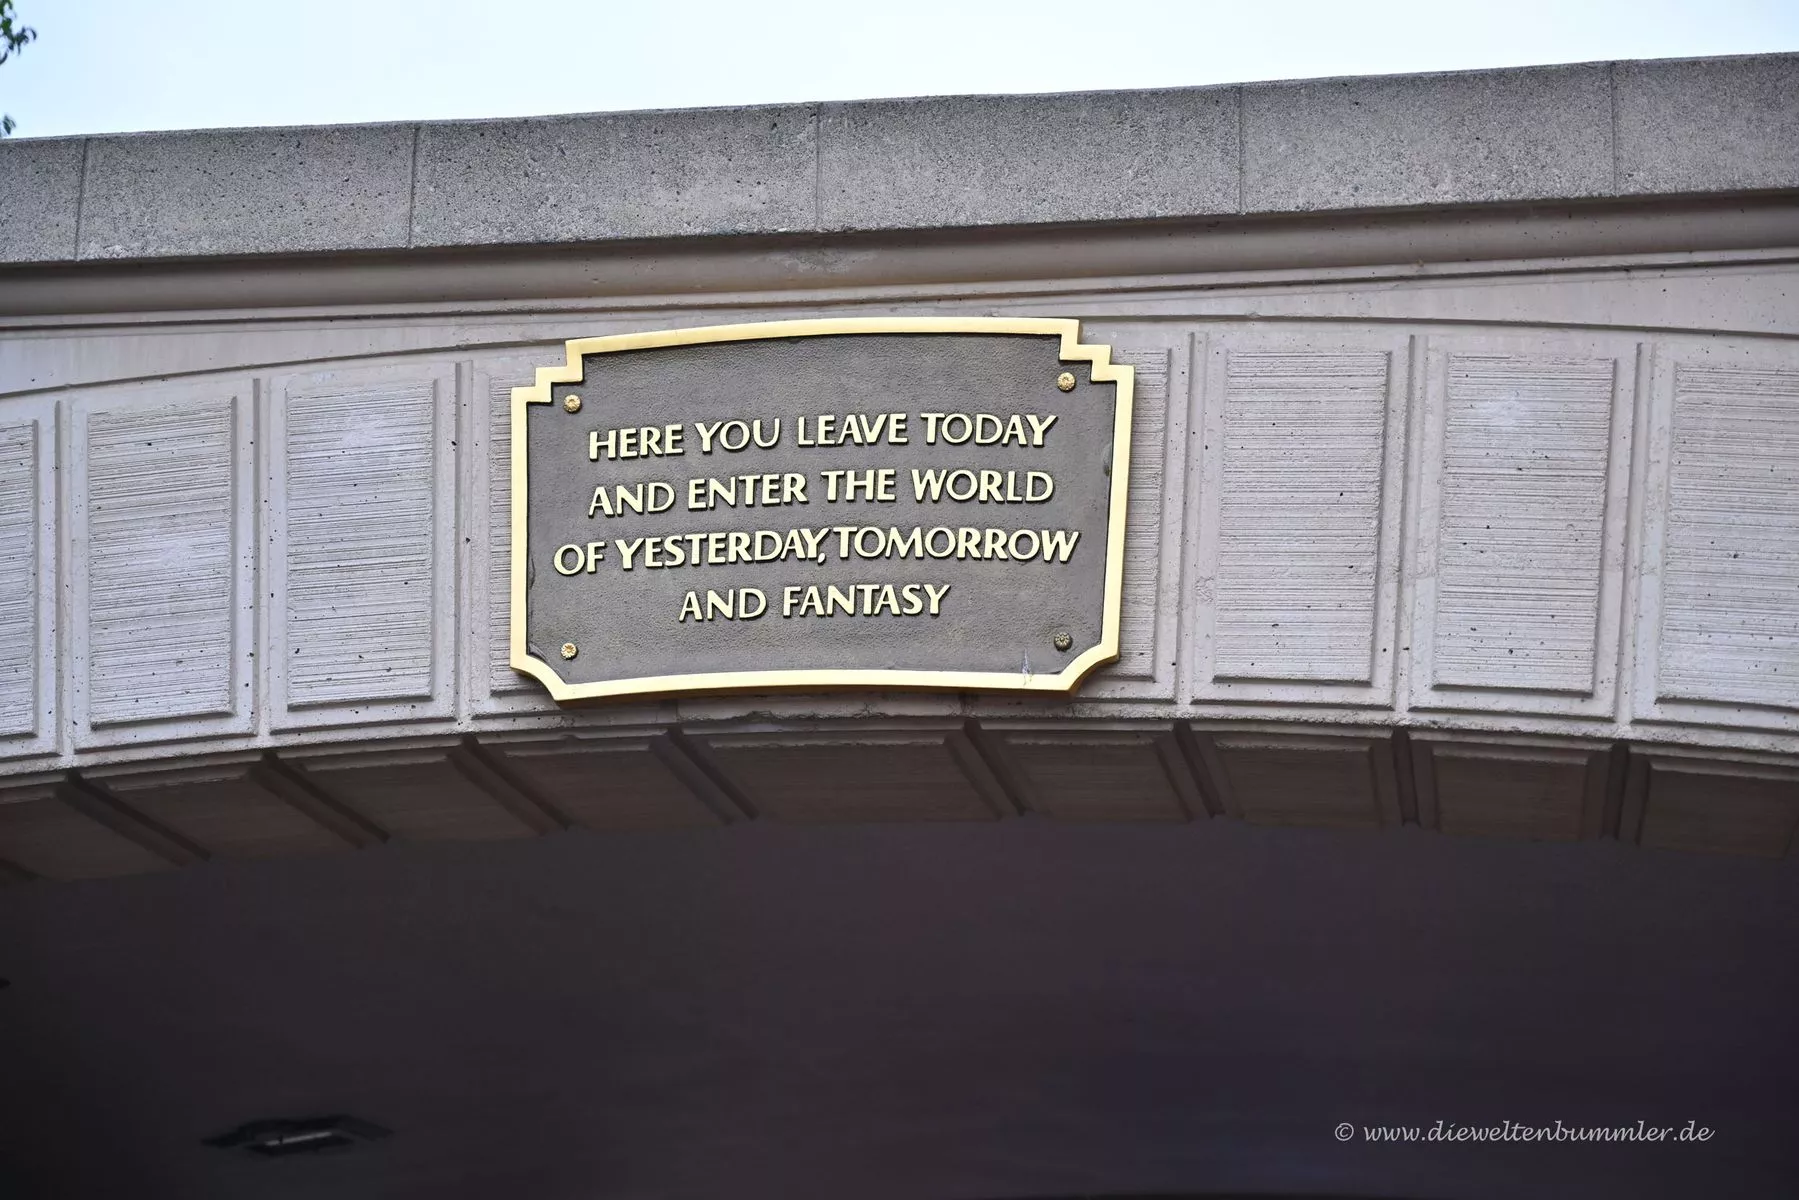 HERE YOU LEAVE TODAY
AND ENTER THE WORLD
OF YESTERDAY, TOMORROW
AND FANTASY
© www.dieweltenbummler.de